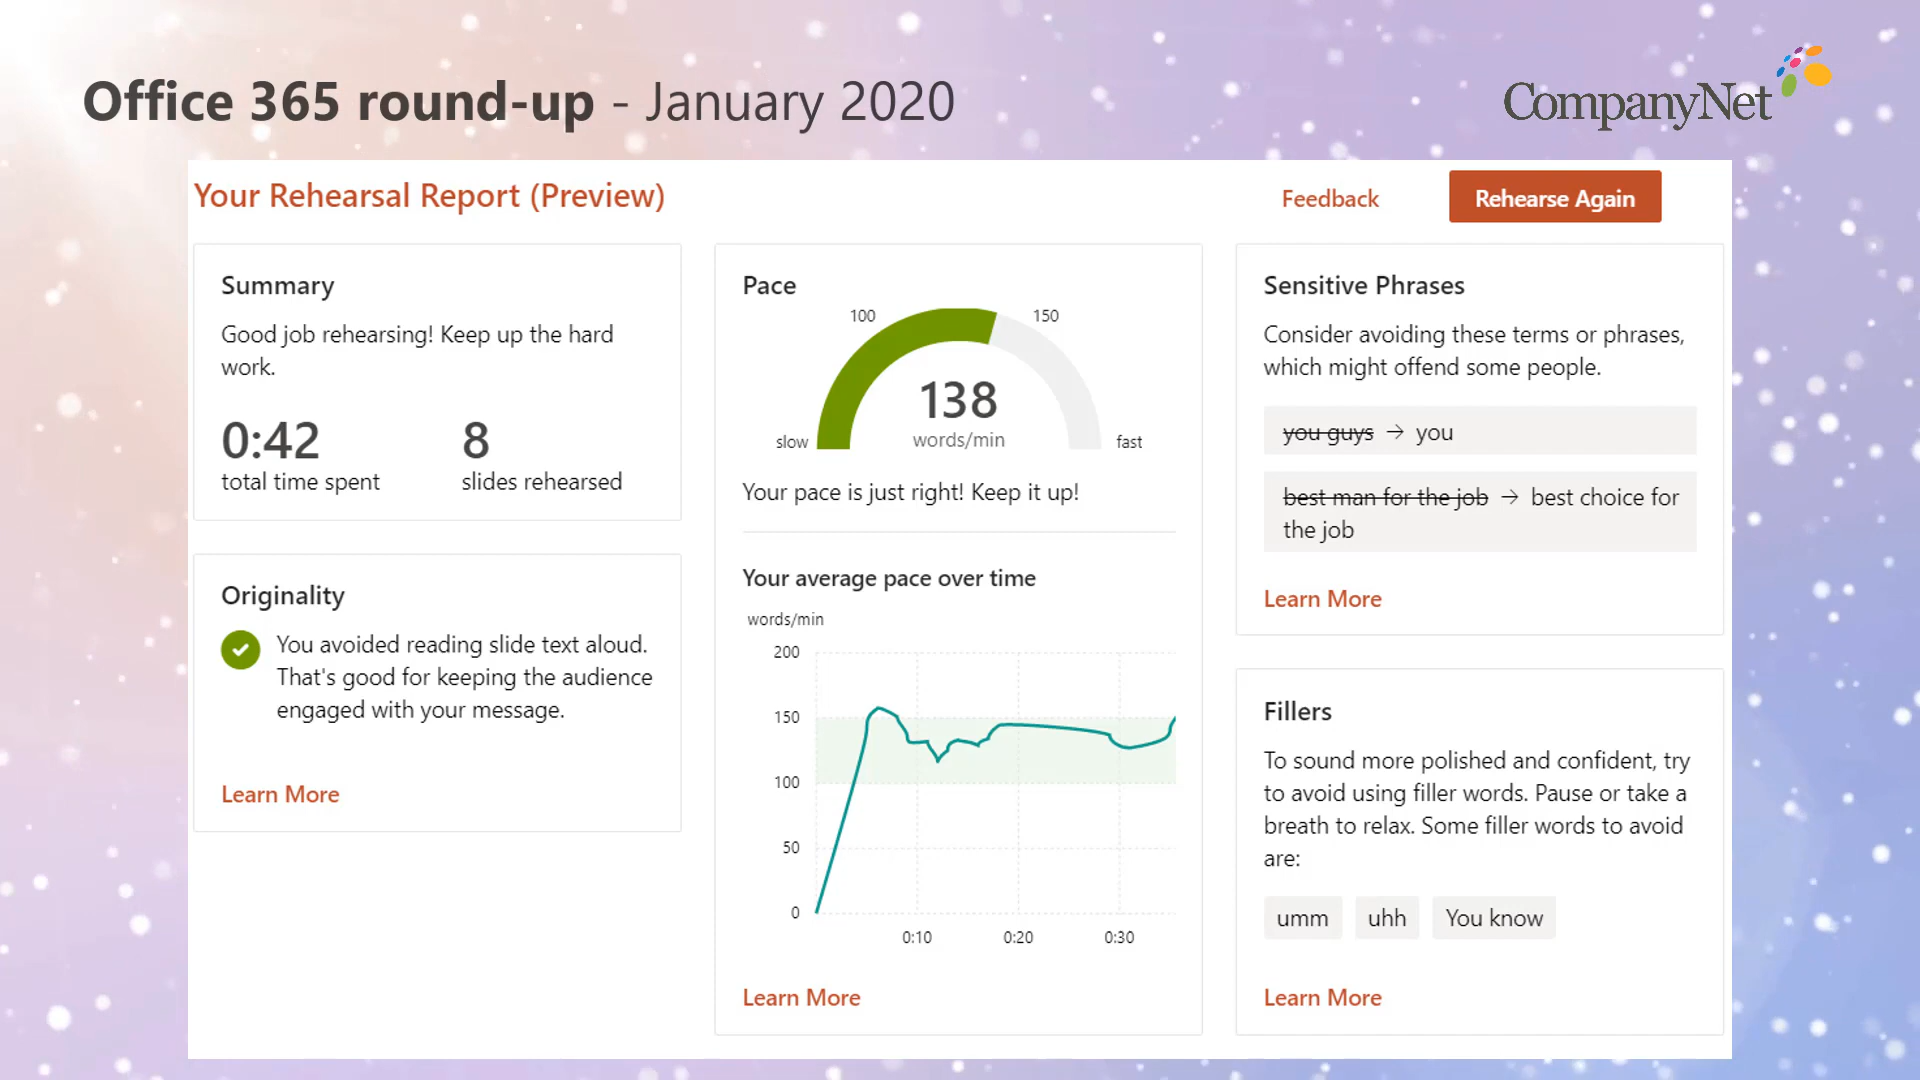 Office 365 round-up - January 2020
CompanyNet
Your Rehearsal Report (Preview)
Feedback
Rehearse Again
Summary
Good job rehearsing! Keep up the hard
work.
0:42
total time spent
8
slides rehearsed
Originality
You avoided reading slide text aloud.
That's good for keeping the audience
engaged with your message.
Learn More
Pace
100
150
138
words/min
slow
fast
Your pace is just right! Keep it up!
Your average pace over time
words/min
200
150
100
50
0
0:10
0:20
0:30
Learn More
Sensitive Phrases
Consider avoiding these terms or phrases,
which might offend some people.
you guys → you
best man for the job → best choice for
the job
Learn More
Fillers
To sound more polished and confident, try
to avoid using filler words. Pause or take a
breath to relax. Some filler words to avoid
are:
umm
uhh
You know
Learn More